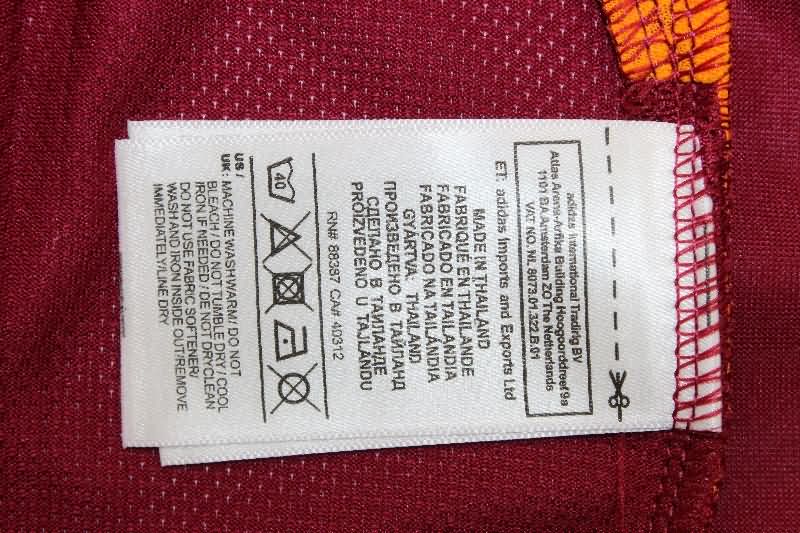 adidas International Trading BV
Atlas Arena-Afrika Building Hoogoorddreef 9a
1101 BA Amsterdam ZO The Netherlands
VAT NO. NL 8073.01.322.B.01
ET. adidas Imports and Exports Ltd
MADE IN THAILAND
FABRIQUÉ EN THAÏLANDE
FABRICADO EN TAILANDIA
FABRICADO NA TAILÂNDIA
GYÁRTVA: THAILAND
ПРОИЗВЕДЕНО В ТАЙЛАНД
СДЕЛАНО В ТАИЛАНДЕ
PROIZVEDENO U TAJLANDU
RN# 88387 CA# 40312
40
US /
UK: MACHINE WASH WARM / DO NOT
BLEACH / DO NOT TUMBLE DRY / COOL
IRON IF NEEDED / DE NOT DRY CLEAN
DO NOT USE FABRIC SOFTENER/
WASH AND IRON INSIDE OUT/REMOVE
IMMEDIATELY/LINE DRY